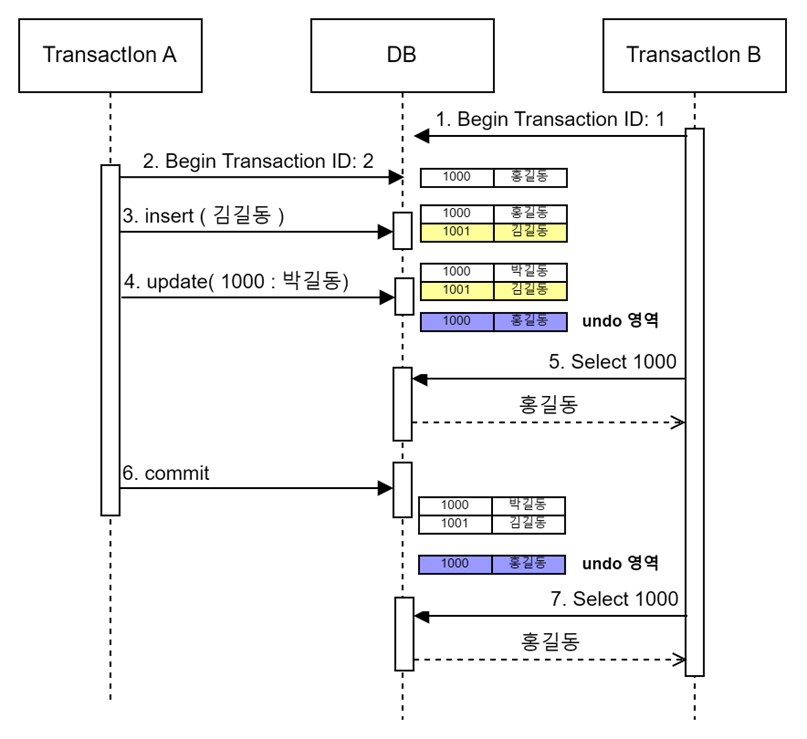 TransactIon A
DB
TransactIon B
1. Begin Transaction ID: 1
2. Begin Transaction ID: 2
1000 홍길동
3. insert ( 김길동 )
1000 홍길동
1001 김길동
4. update( 1000 : 박길동)
1000 박길동
1001 김길동
1000 홍길동 undo 영역
5. Select 1000
홍길동
6. commit
1000 박길동
1001 김길동
1000 홍길동 undo 영역
7. Select 1000
홍길동